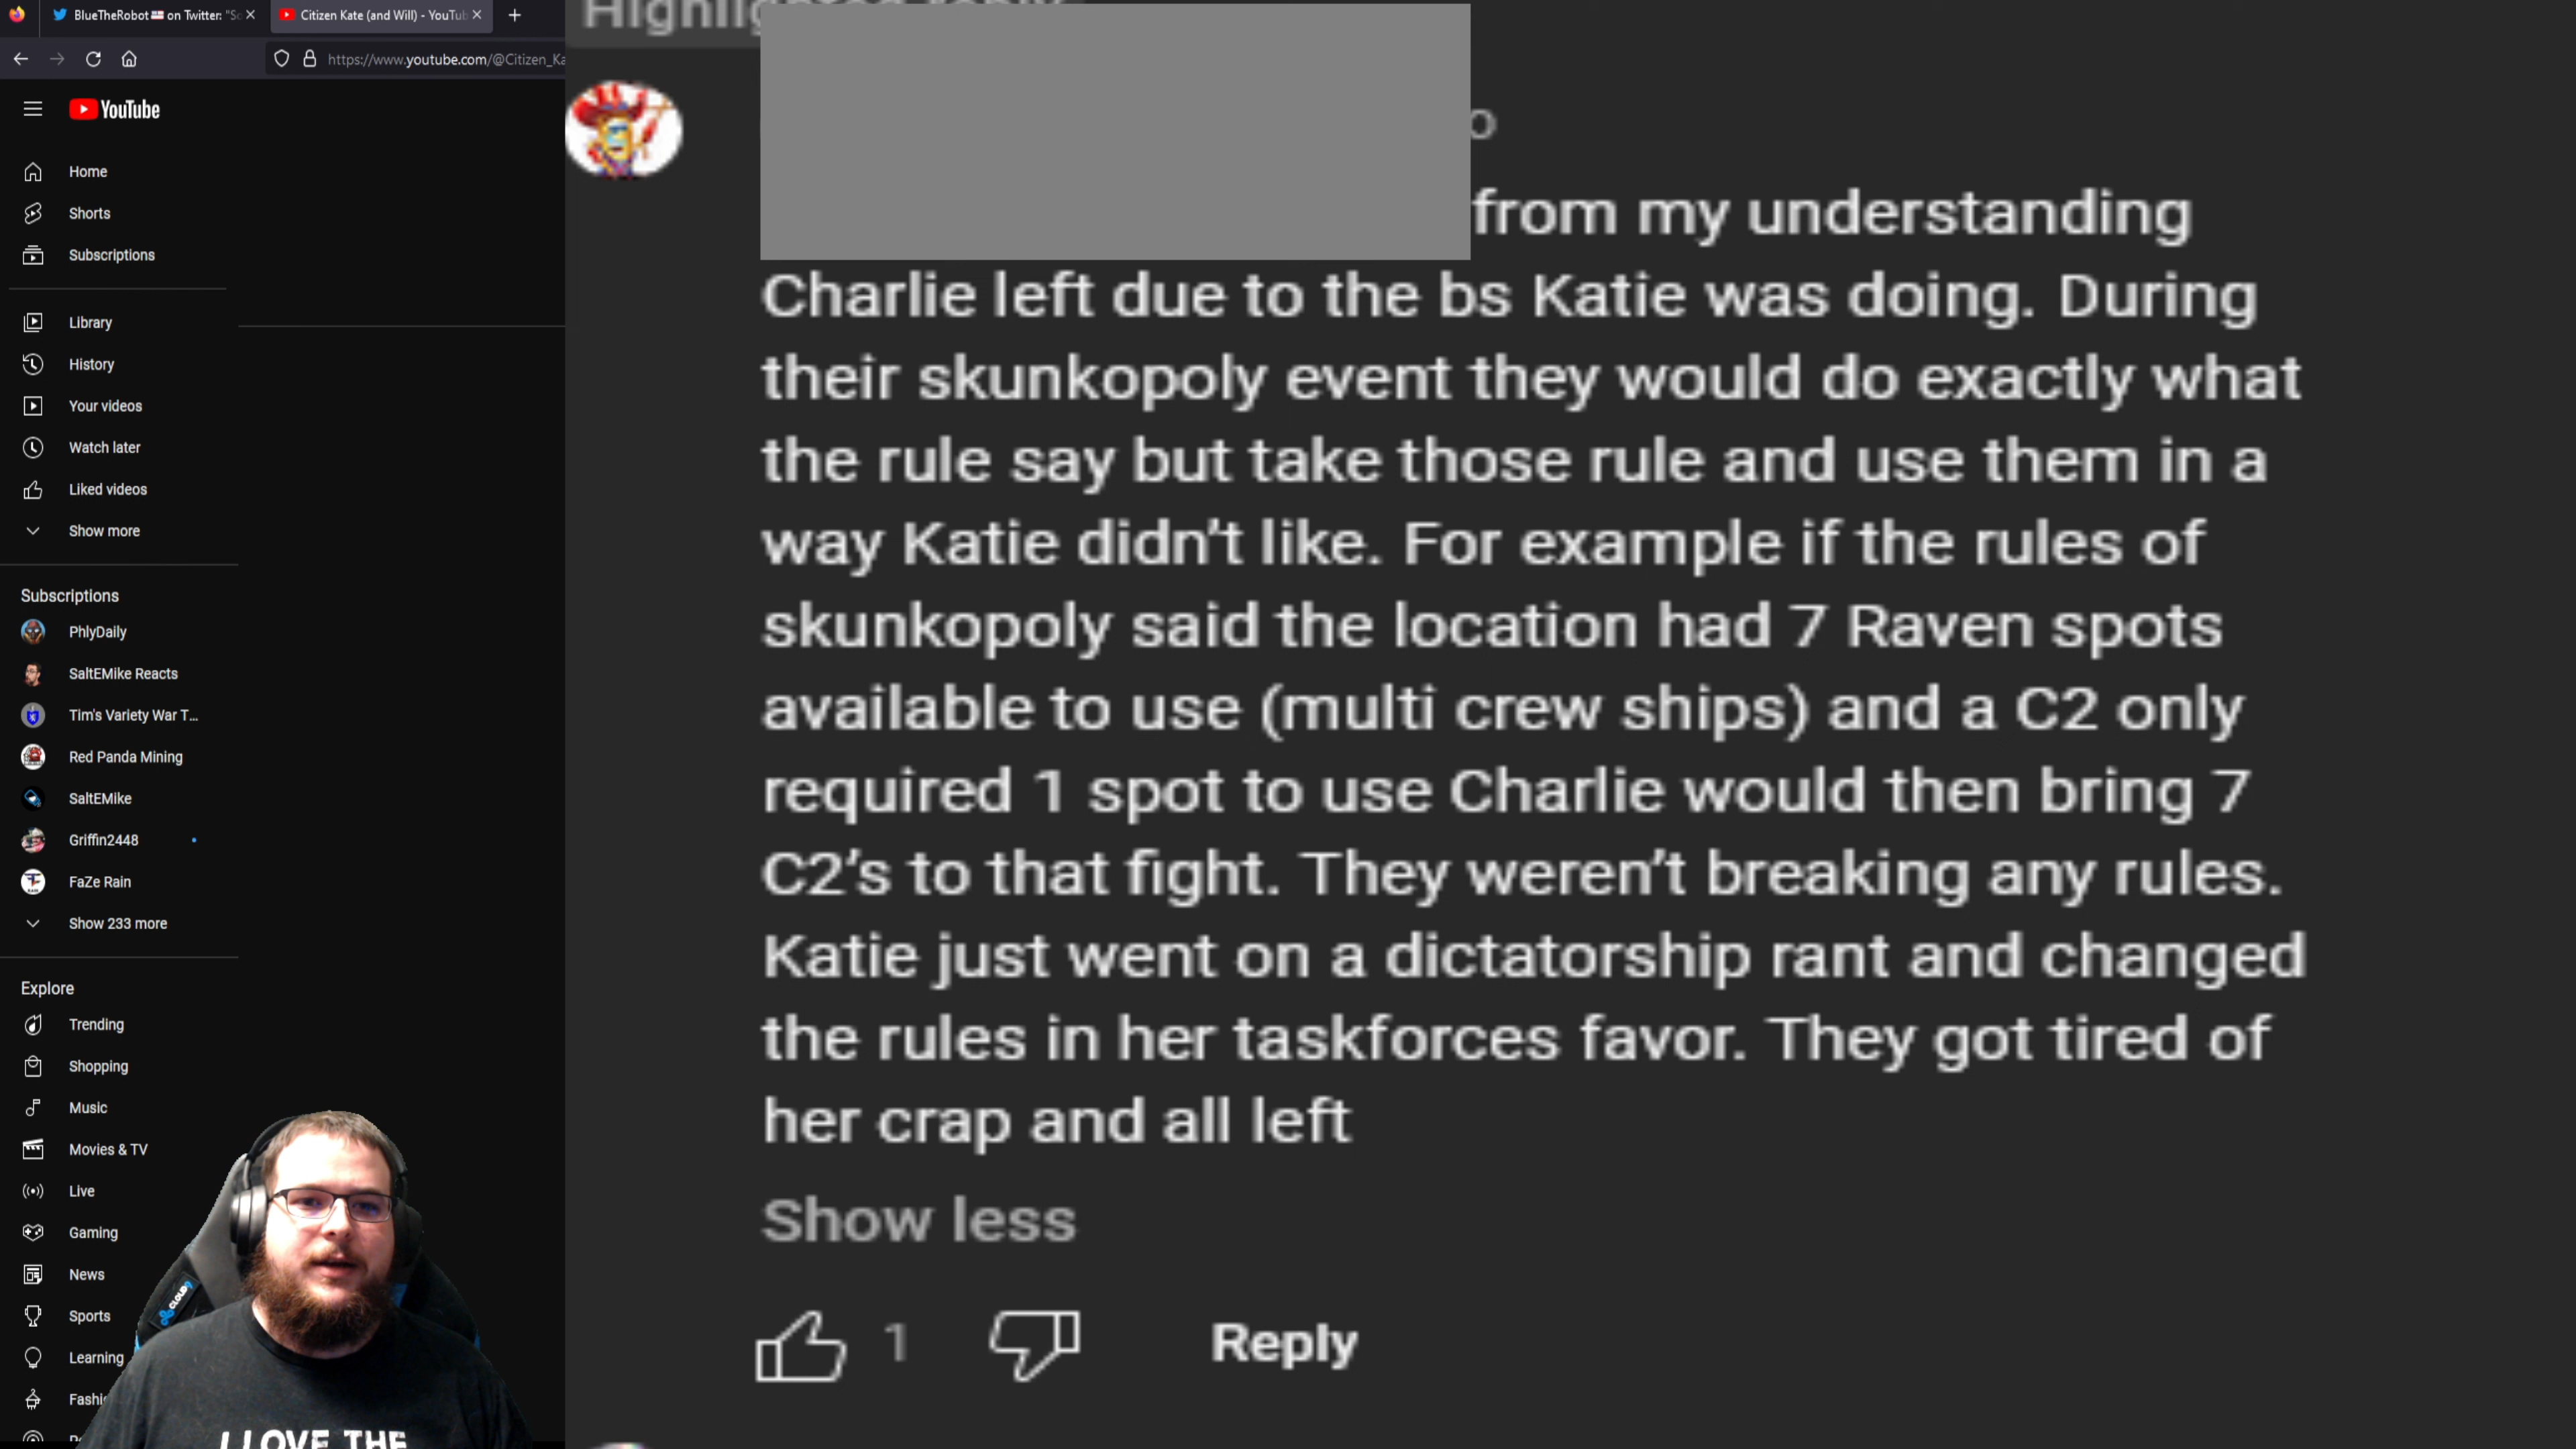 BlueTheRobot on Twitter: "Sc
Citizen Kate (and Will) - YouTub
https://www.youtube.com/@Citizen_Ka
YouTube
Home
Shorts
Subscriptions
Library
History
Your videos
Watch later
Liked videos
Show more
Subscriptions
PhlyDaily
SaltEMike Reacts
Tim's Variety War T...
Red Panda Mining
SaltEMike
Griffin2448
FaZe Rain
Show 233 more
Explore
Trending
Shopping
Music
Movies & TV
Live
Gaming
News
Sports
Learning
Fashi
CLOUD9
I LOVE THE
from my understanding
Charlie left due to the bs Katie was doing. During
their skunkopoly event they would do exactly what
the rule say but take those rule and use them in a
way Katie didn't like. For example if the rules of
skunkopoly said the location had 7 Raven spots
available to use (multi crew ships) and a C2 only
required 1 spot to use Charlie would then bring 7
C2's to that fight. They weren't breaking any rules.
Katie just went on a dictatorship rant and changed
the rules in her taskforces favor. They got tired of
her crap and all left
Show less
1 Reply